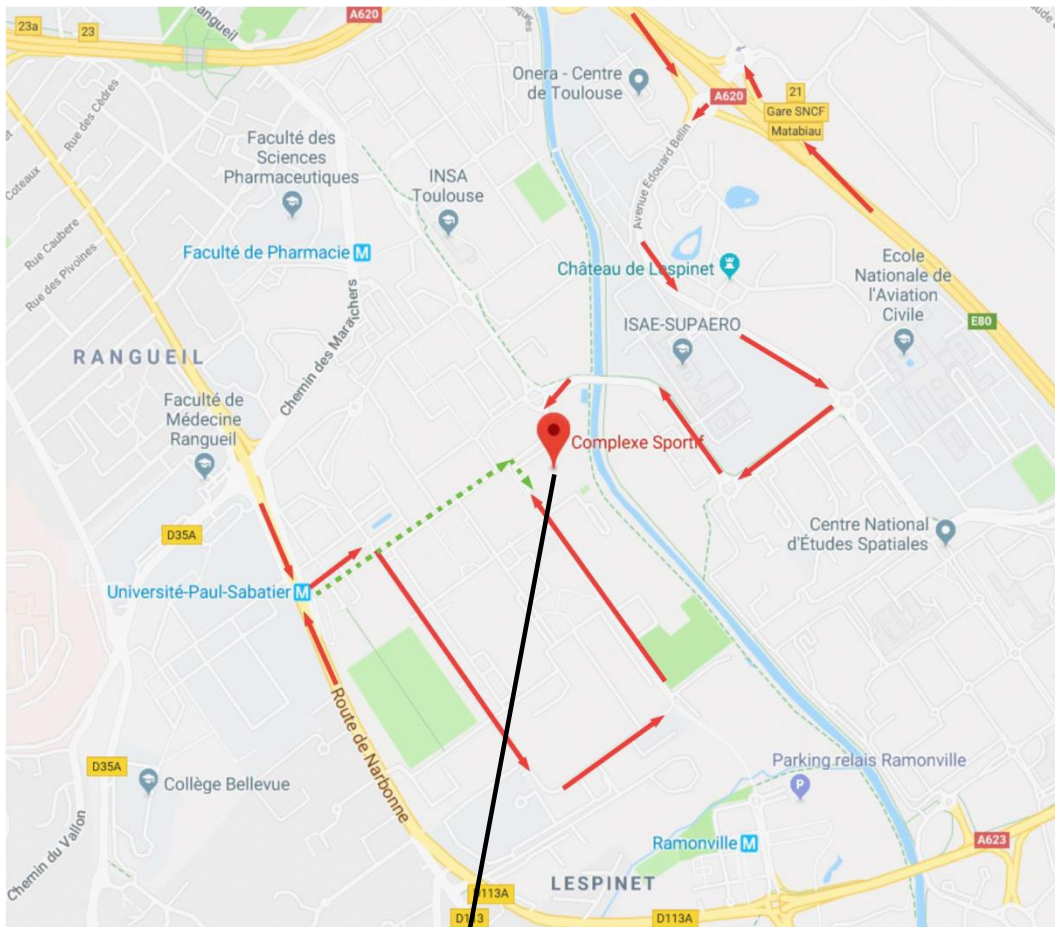 A620
23a
23
Rangueil
Rue des Cèdres
Onera - Centre
de Toulouse
A620
21
Gare SNCF
Matabiau
Faculté des
Sciences
Pharmaceutiques
INSA
Toulouse
Avenue Edouard Belin
Coteaux
Rue Caubere
Rue des Pivoines
Faculté de Pharmacie M
Château de Lespinet
Ecole
Nationale de
l'Aviation
Civile
ISAE-SUPAERO
E80
RANGUEIL
Chemin des Maraîchers
Faculté de
Médecine
Rangueil
Complexe Sportif
D35A
Centre National
d'Études Spatiales
Université-Paul-Sabatier M
Route de Narbonne
D35A
Collège Bellevue
Parking relais Ramonville
P
Chemin du Vallon
Ramonville M
A623
LESPINET
D113A
D113
D113A